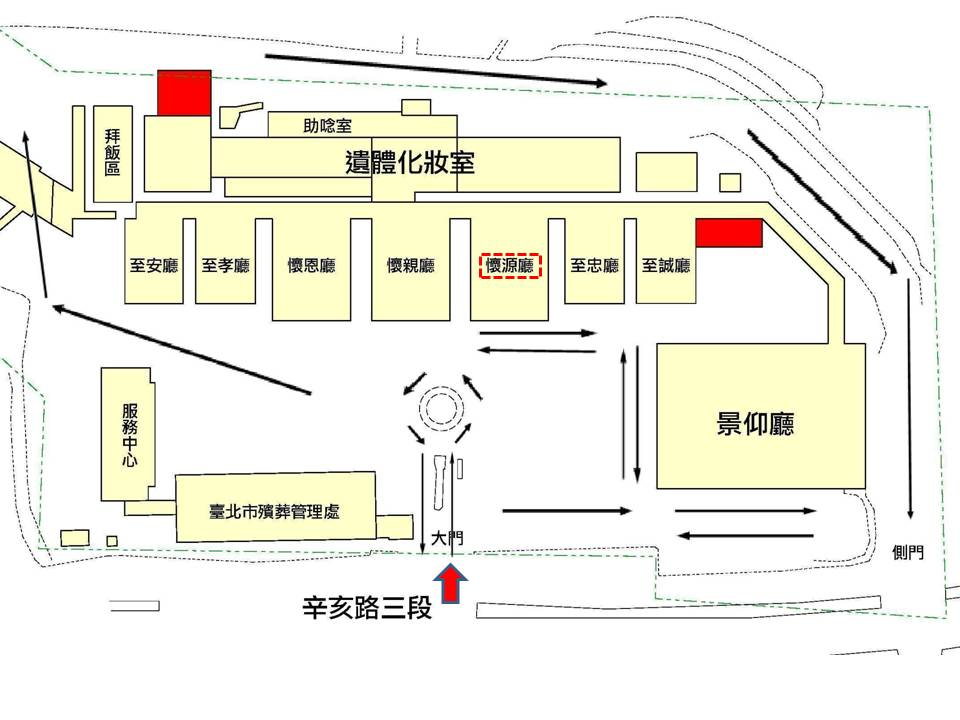 助唸室
拜飯區
遺體化妝室
至安廳
至孝廳
懷恩廳
懷親廳
懷源廳
至忠廳
至誠廳
服務中心
景仰廳
臺北市殯葬管理處
大門
側門
辛亥路三段